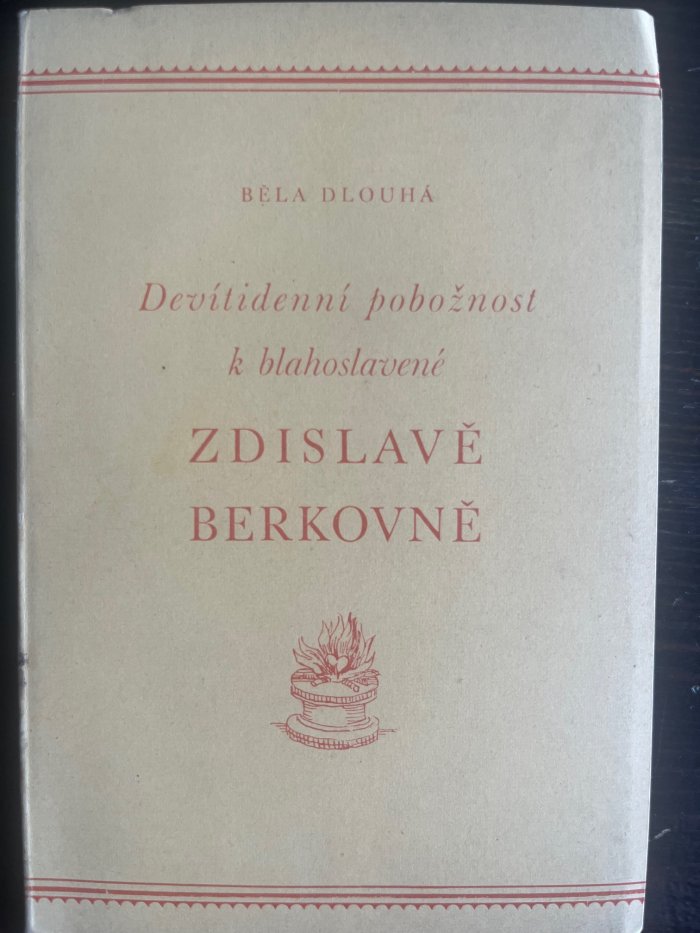 BĚLA DLOUHÁ
Devítidenní pobožnost
k blahoslavené
ZDISLAVĚ
BERKOVNĚ